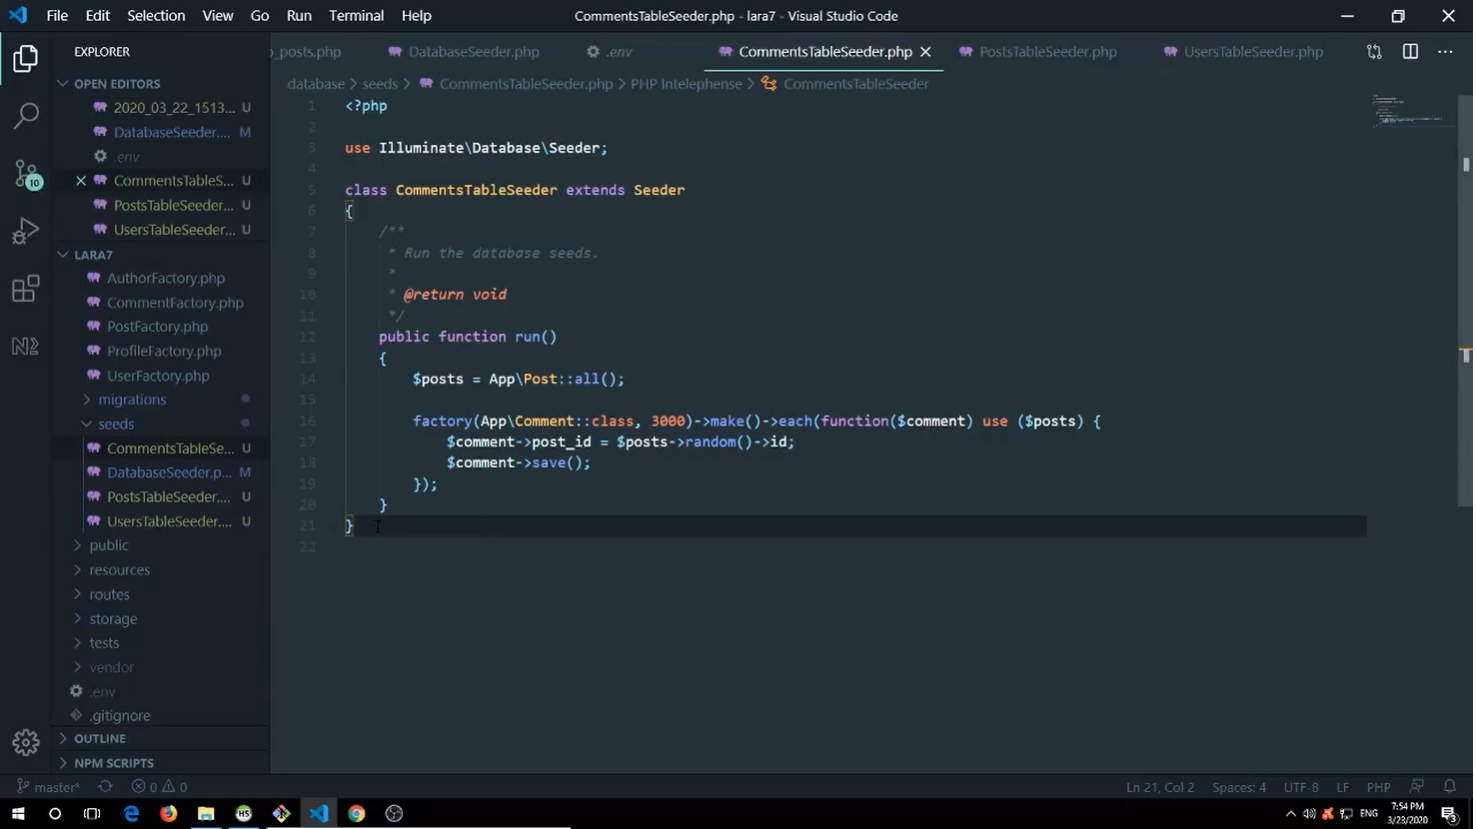 File Edit Selection View Go Run Terminal Help
CommentsTableSeeder.php - lara7 - Visual Studio Code
EXPLORER
OPEN EDITORS
2020_03_22_1513... U
DatabaseSeeder.... M
.env
CommentsTableS... U
PostsTableSeeder... U
UsersTableSeeder... U
LARA7
AuthorFactory.php
CommentFactory.php
PostFactory.php
ProfileFactory.php
UserFactory.php
migrations
seeds
CommentsTableSe... U
DatabaseSeeder.p... M
PostsTableSeeder.... U
UsersTableSeeder.... U
public
resources
routes
storage
tests
vendor
.env
.gitignore
OUTLINE
NPM SCRIPTS
10
_posts.php DatabaseSeeder.php .env CommentsTableSeeder.php PostsTableSeeder.php UsersTableSeeder.php
database > seeds > CommentsTableSeeder.php > PHP Intelephense > CommentsTableSeeder
1 <?php
2
3 use Illuminate\Database\Seeder;
4
5 class CommentsTableSeeder extends Seeder
6 {
7 /**
8 * Run the database seeds.
9 *
10 * @return void
11 */
12 public function run()
13 {
14 $posts = App\Post::all();
15
16 factory(App\Comment::class, 3000)->make()->each(function($comment) use ($posts) {
17 $comment->post_id = $posts->random()->id;
18 $comment->save();
19 });
20 }
21 }
22
master* 0 0
Ln 21, Col 2 Spaces: 4 UTF-8 LF PHP
HS
ENG
7:54 PM
3/23/2020
3